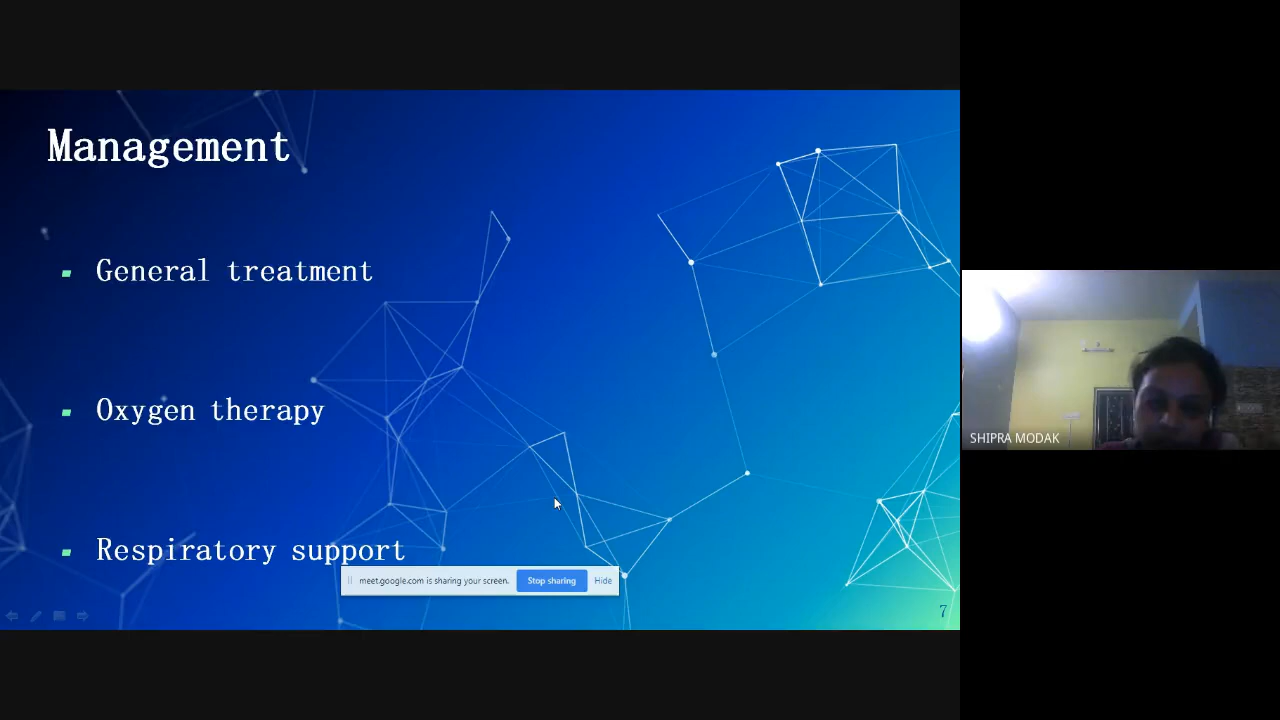 Management
General treatment
Oxygen therapy
Respiratory support
meet.google.com is sharing your screen.
Stop sharing
Hide
7
SHIPRA MODAK